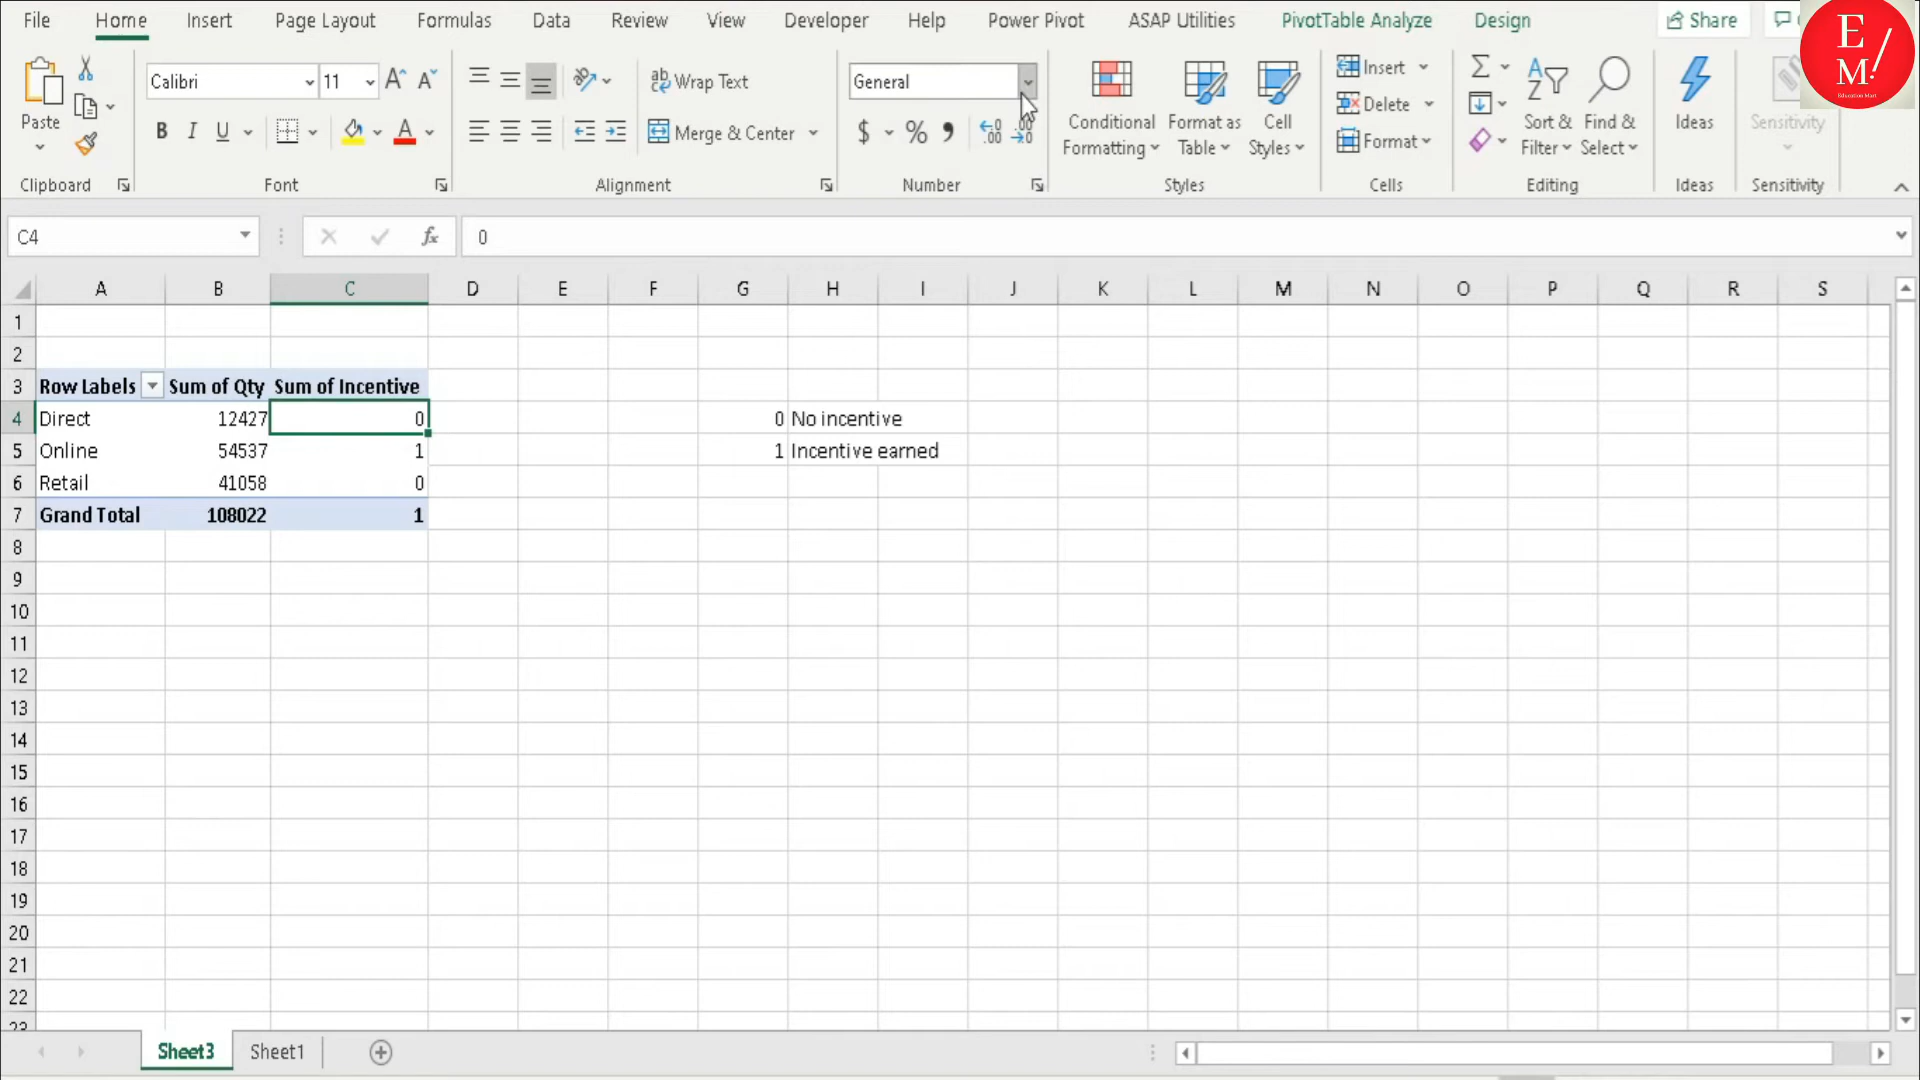 File Home Insert Page Layout Formulas Data Review View Developer Help Power Pivot ASAP Utilities PivotTable Analyze Design Share
E
M
Education Mart
Paste
Calibri 11
B I U
Wrap Text
Merge & Center
General
$ % 9
Conditional Formatting
Format as Table
Cell Styles
Insert
Delete
Format
Sort & Filter
Find & Select
Ideas
Sensitivity
Clipboard Font Alignment Number Styles Cells Editing Ideas Sensitivity
C4 fx 0
A B C D E F G H I J K L M N O P Q R S
1
2
3 Row Labels Sum of Qty Sum of Incentive
4 Direct 12427 0 0 No incentive
5 Online 54537 1 1 Incentive earned
6 Retail 41058 0
7 Grand Total 108022 1
8
9
10
11
12
13
14
15
16
17
18
19
20
21
22
23
Sheet3 Sheet1